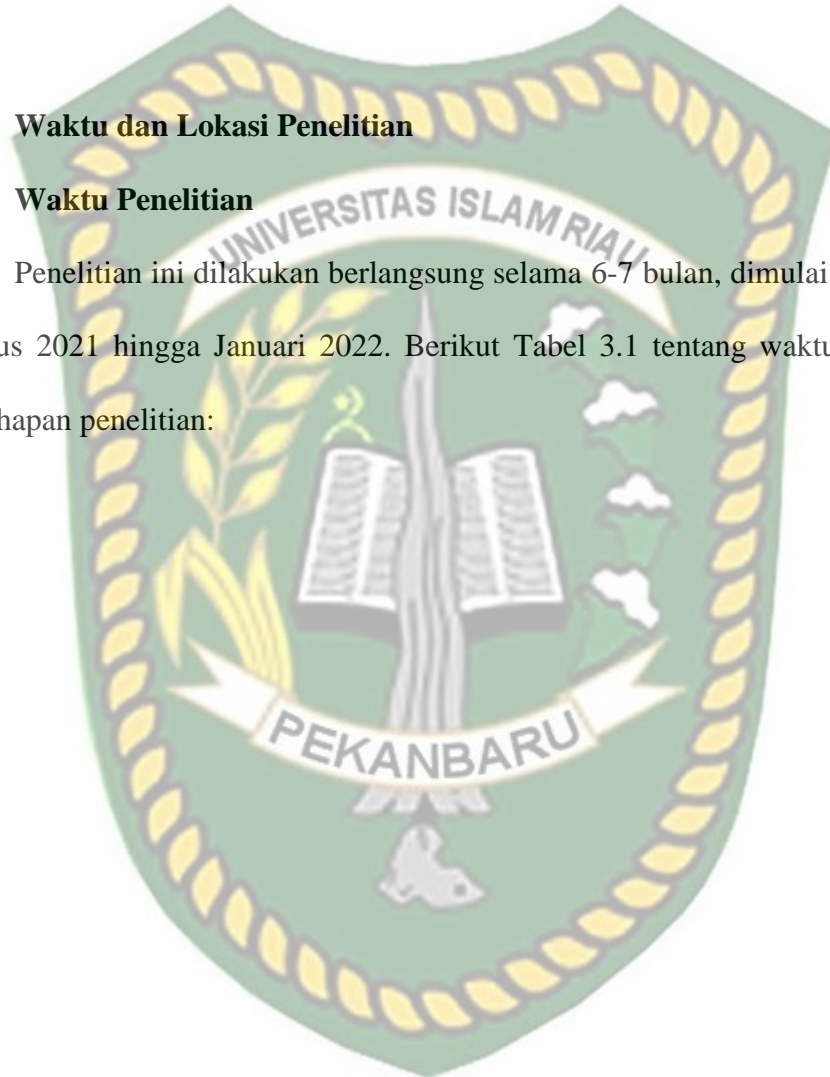 Waktu dan Lokasi Penelitian
Waktu Penelitian
UNIVERSITAS ISLAM RIAU
Penelitian ini dilakukan berlangsung selama 6-7 bulan, dimulai
us 2021 hingga Januari 2022. Berikut Tabel 3.1 tentang waktu
hapan penelitian:
PEKANBARU